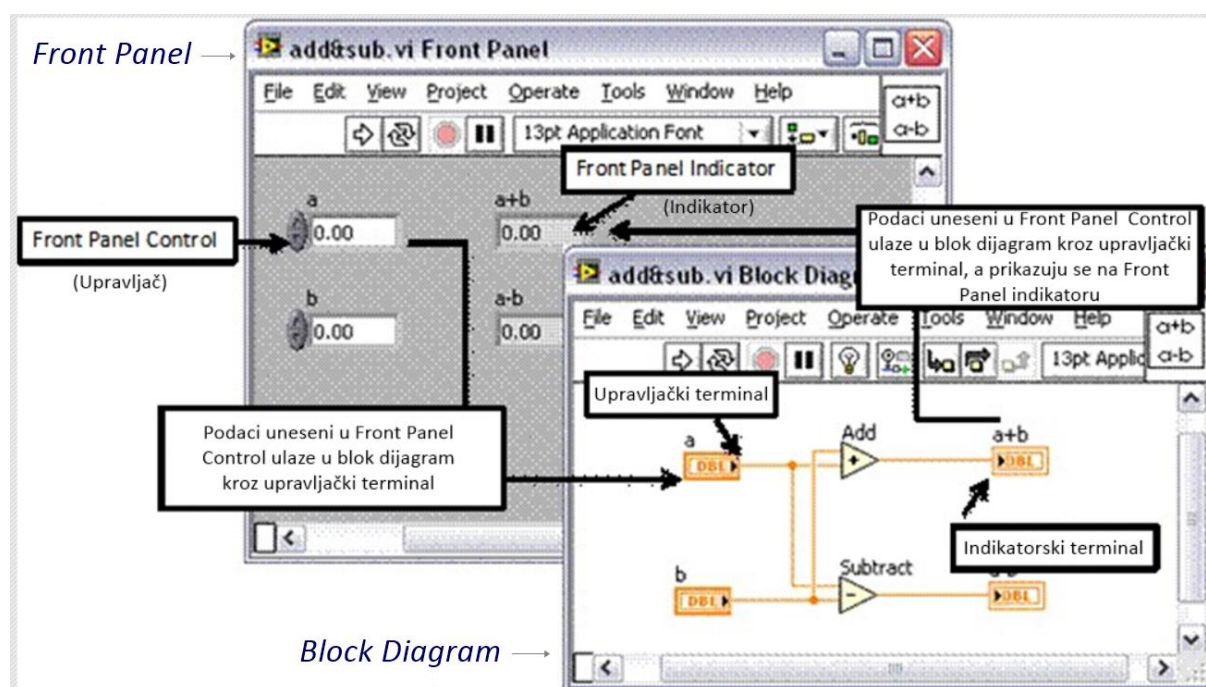 Front Panel
add&sub.vi Front Panel
File Edit View Project Operate Tools Window Help
13pt Application Font
a+b
a-b
Front Panel Indicator
(Indikator)
a
0.00
a+b
0.00
Front Panel Control
(Upravljač)
b
0.00
a-b
0.00
Podaci uneseni u Front Panel Control
ulaze u blok dijagram kroz upravljački
terminal, a prikazuju se na Front
Panel indikatoru
add&sub.vi Block Diag
File Edit View Project Operate Tools Window Help
13pt Applic
a+b
a-b
Upravljački terminal
Podaci uneseni u Front Panel
Control ulaze u blok dijagram
kroz upravljački terminal
a
DBL
Add
a+b
DBL
Indikatorski terminal
b
DBL
Subtract
DBL
Block Diagram